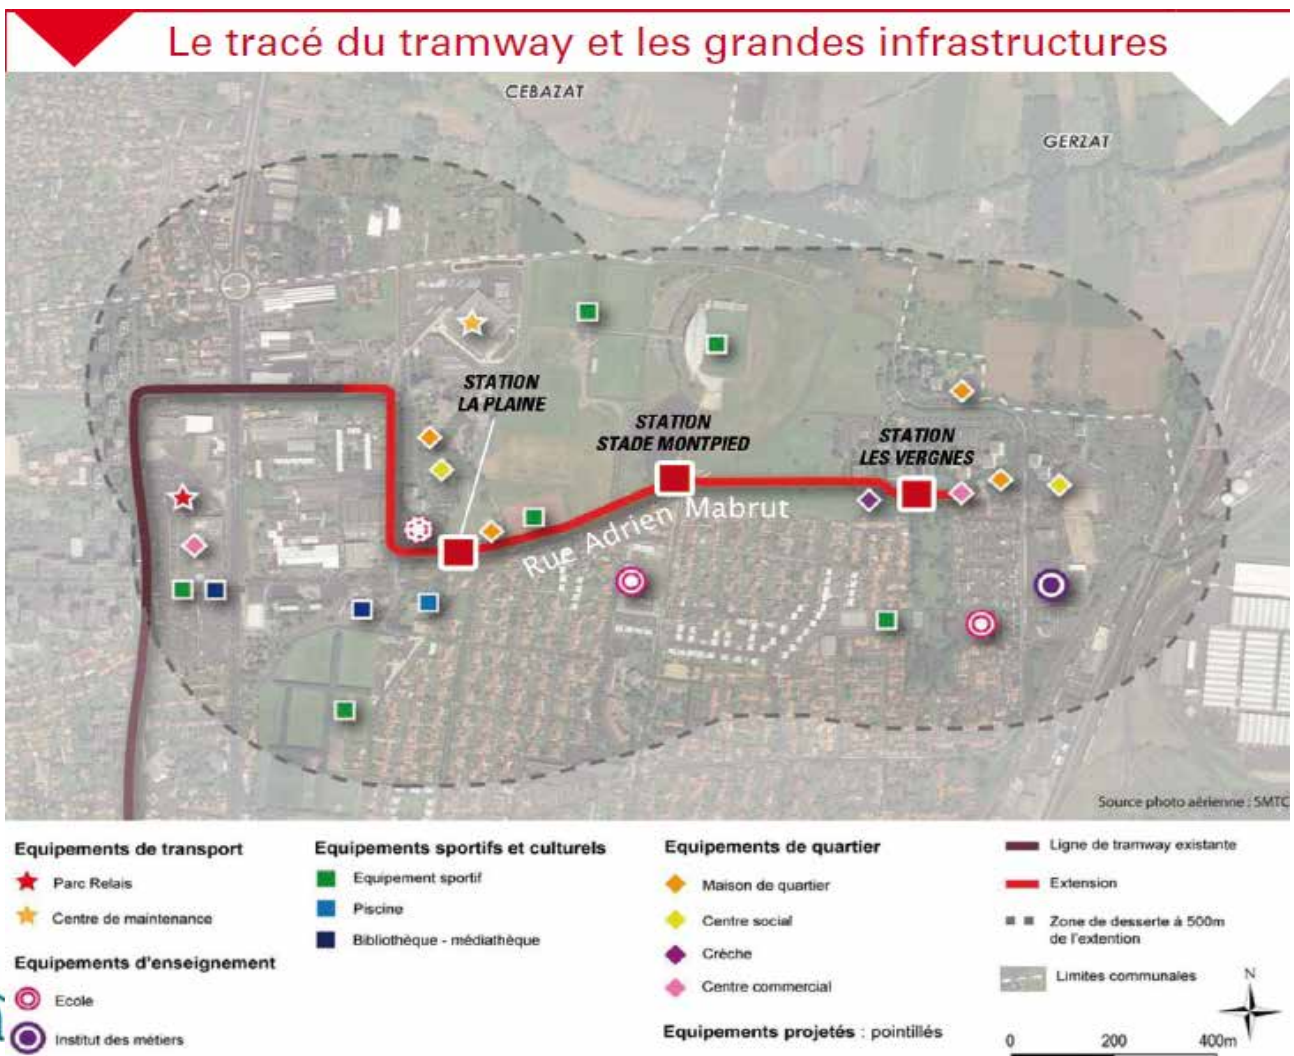 Le tracé du tramway et les grandes infrastructures
CEBAZAT
GERZAT
STATION
LA PLAINE
STATION
STADE MONTPIED
STATION
LES VERGNES
Rue Adrien Mabrut
Source photo aérienne : SMTC
Equipements de transport
Parc Relais
Centre de maintenance
Equipements d'enseignement
Ecole
Institut des métiers
Equipements sportifs et culturels
Equipement sportif
Piscine
Bibliothèque - médiathèque
Equipements de quartier
Maison de quartier
Centre social
Crèche
Centre commercial
Equipements projetés : pointillés
Ligne de tramway existante
Extension
Zone de desserte à 500m
de l'extention
Limites communales
N
0 200 400m